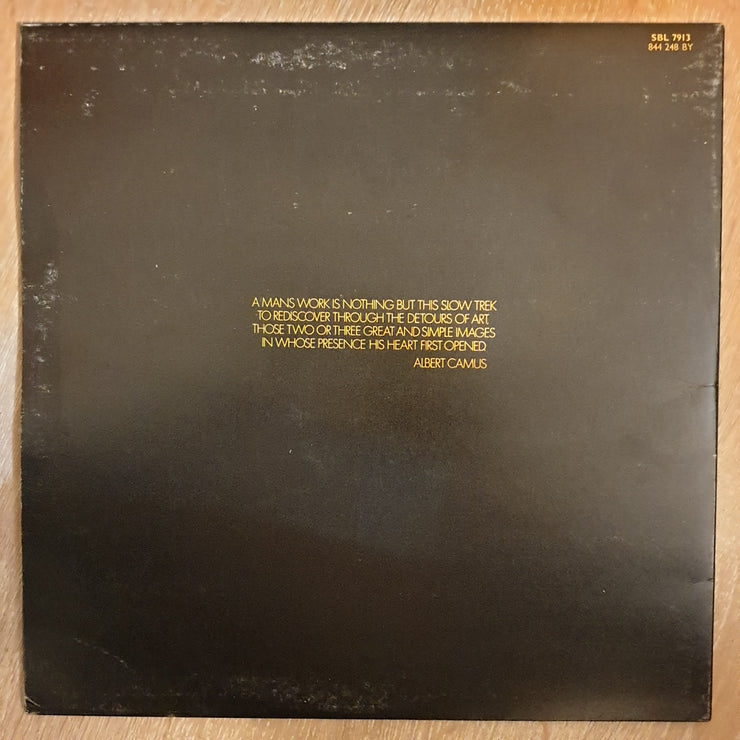 SBL 7913
844 248 BY
A MANS WORK IS NOTHING BUT THIS SLOW TREK
TO REDISCOVER THROUGH THE DETOURS OF ART,
THOSE TWO OR THREE GREAT AND SIMPLE IMAGES
IN WHOSE PRESENCE HIS HEART FIRST OPENED.
ALBERT CAMUS